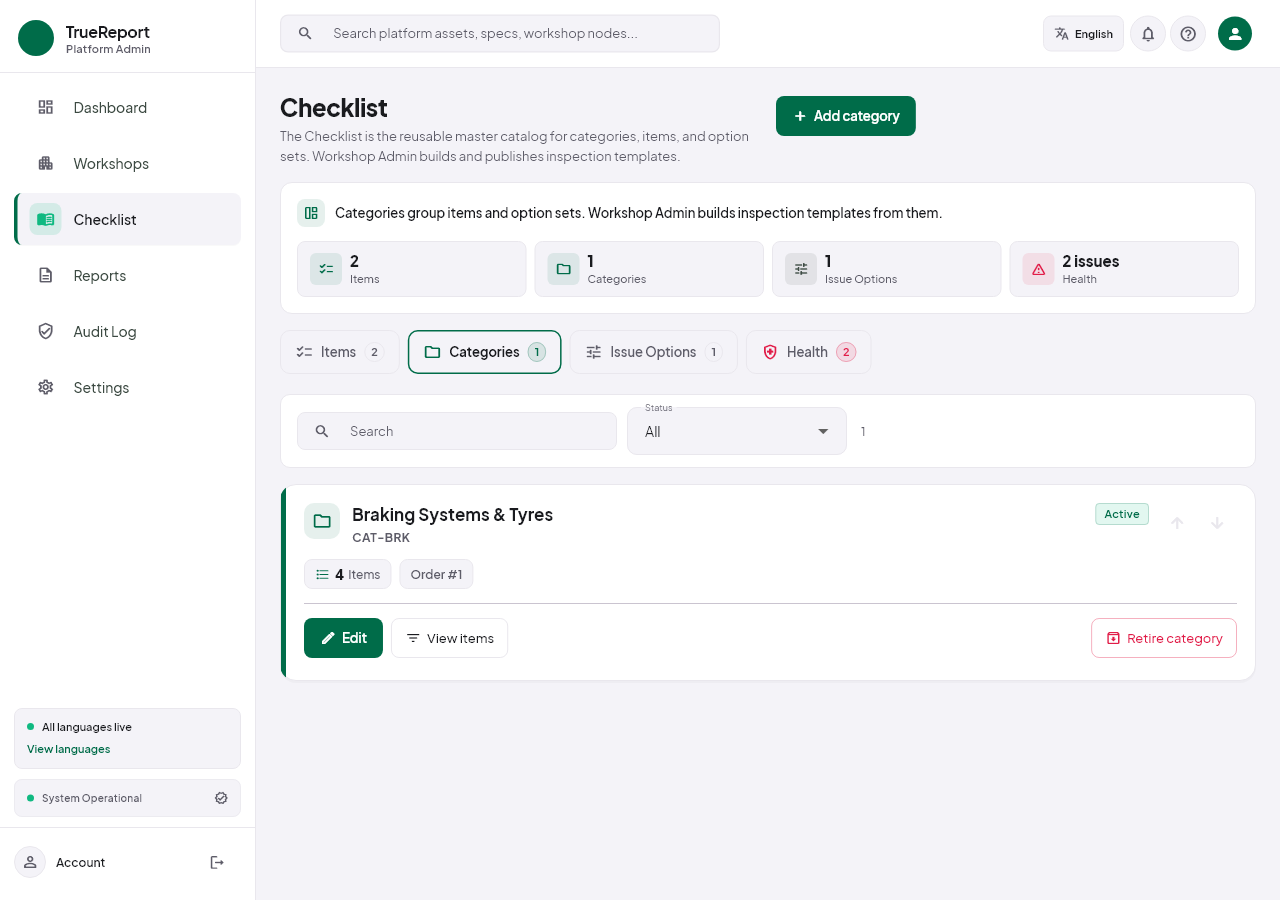 TrueReport
Platform Admin
Dashboard
Workshops
Checklist
Reports
Audit Log
Settings
All languages live
View languages
System Operational
Account
Search platform assets, specs, workshop nodes...
English
Checklist
The Checklist is the reusable master catalog for categories, items, and option
sets. Workshop Admin builds and publishes inspection templates.
Add category
Categories group items and option sets. Workshop Admin builds inspection templates from them.
2
Items
1
Categories
1
Issue Options
2 issues
Health
Items 2
Categories 1
Issue Options 1
Health 2
Search
Status
All
1
Braking Systems & Tyres
CAT-BRK
Active
4 Items
Order #1
Edit
View items
Retire category